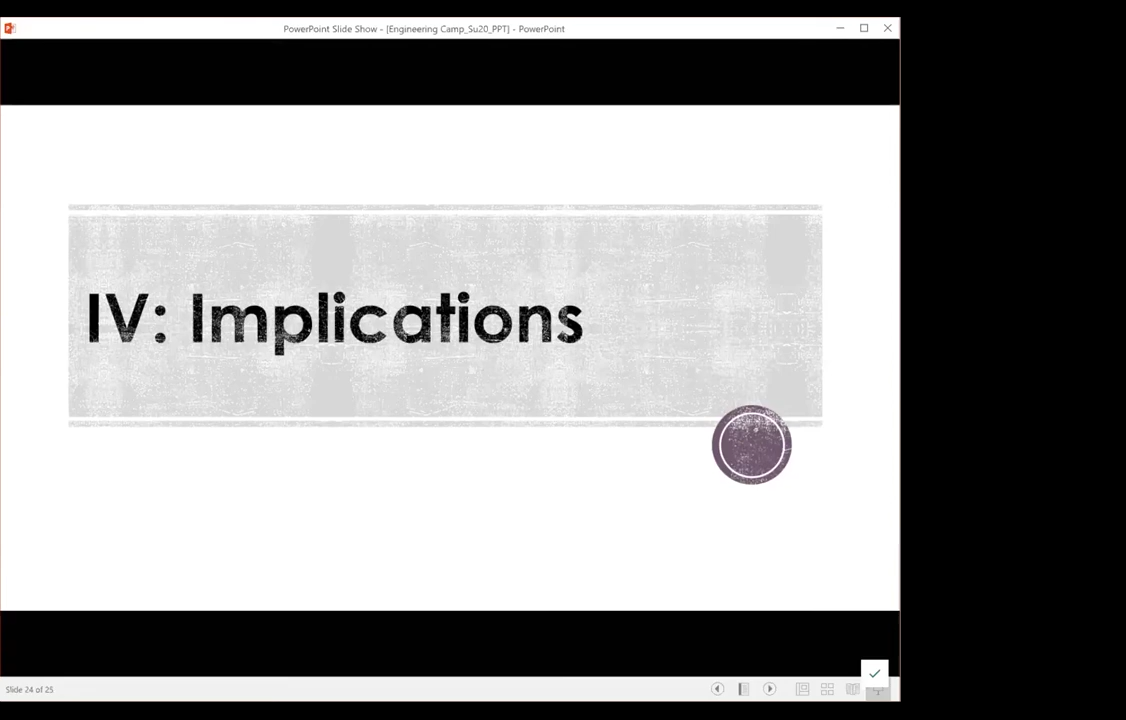 PowerPoint Slide Show - [Engineering Camp_Su20_PPT] - PowerPoint
IV: Implications
Slide 24 of 25